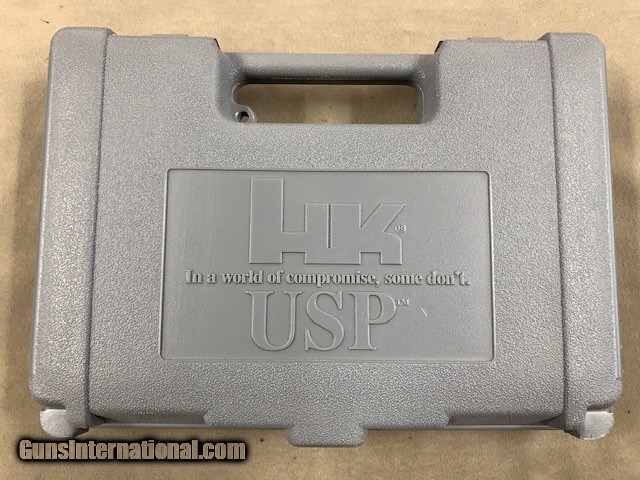 HK®
In a world of compromise, some don't.
USP™
GunsInternational.com